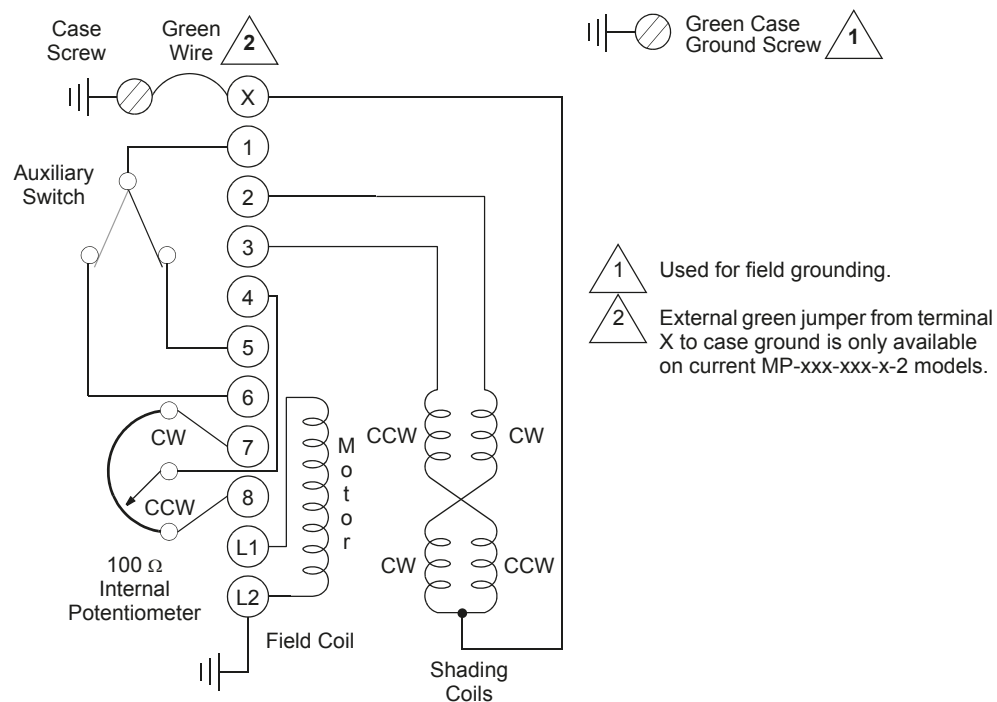 Case
Screw
Green
Wire
2
Green Case
Ground Screw
1
X
1
Auxiliary
Switch
2
3
4
5
6
7
8
L1
L2
CW
CCW
100 Ω
Internal
Potentiometer
Motor
Field Coil
CCW
CW
CW
CCW
Shading
Coils
1
Used for field grounding.
2
External green jumper from terminal
X to case ground is only available
on current MP-xxx-xxx-x-2 models.